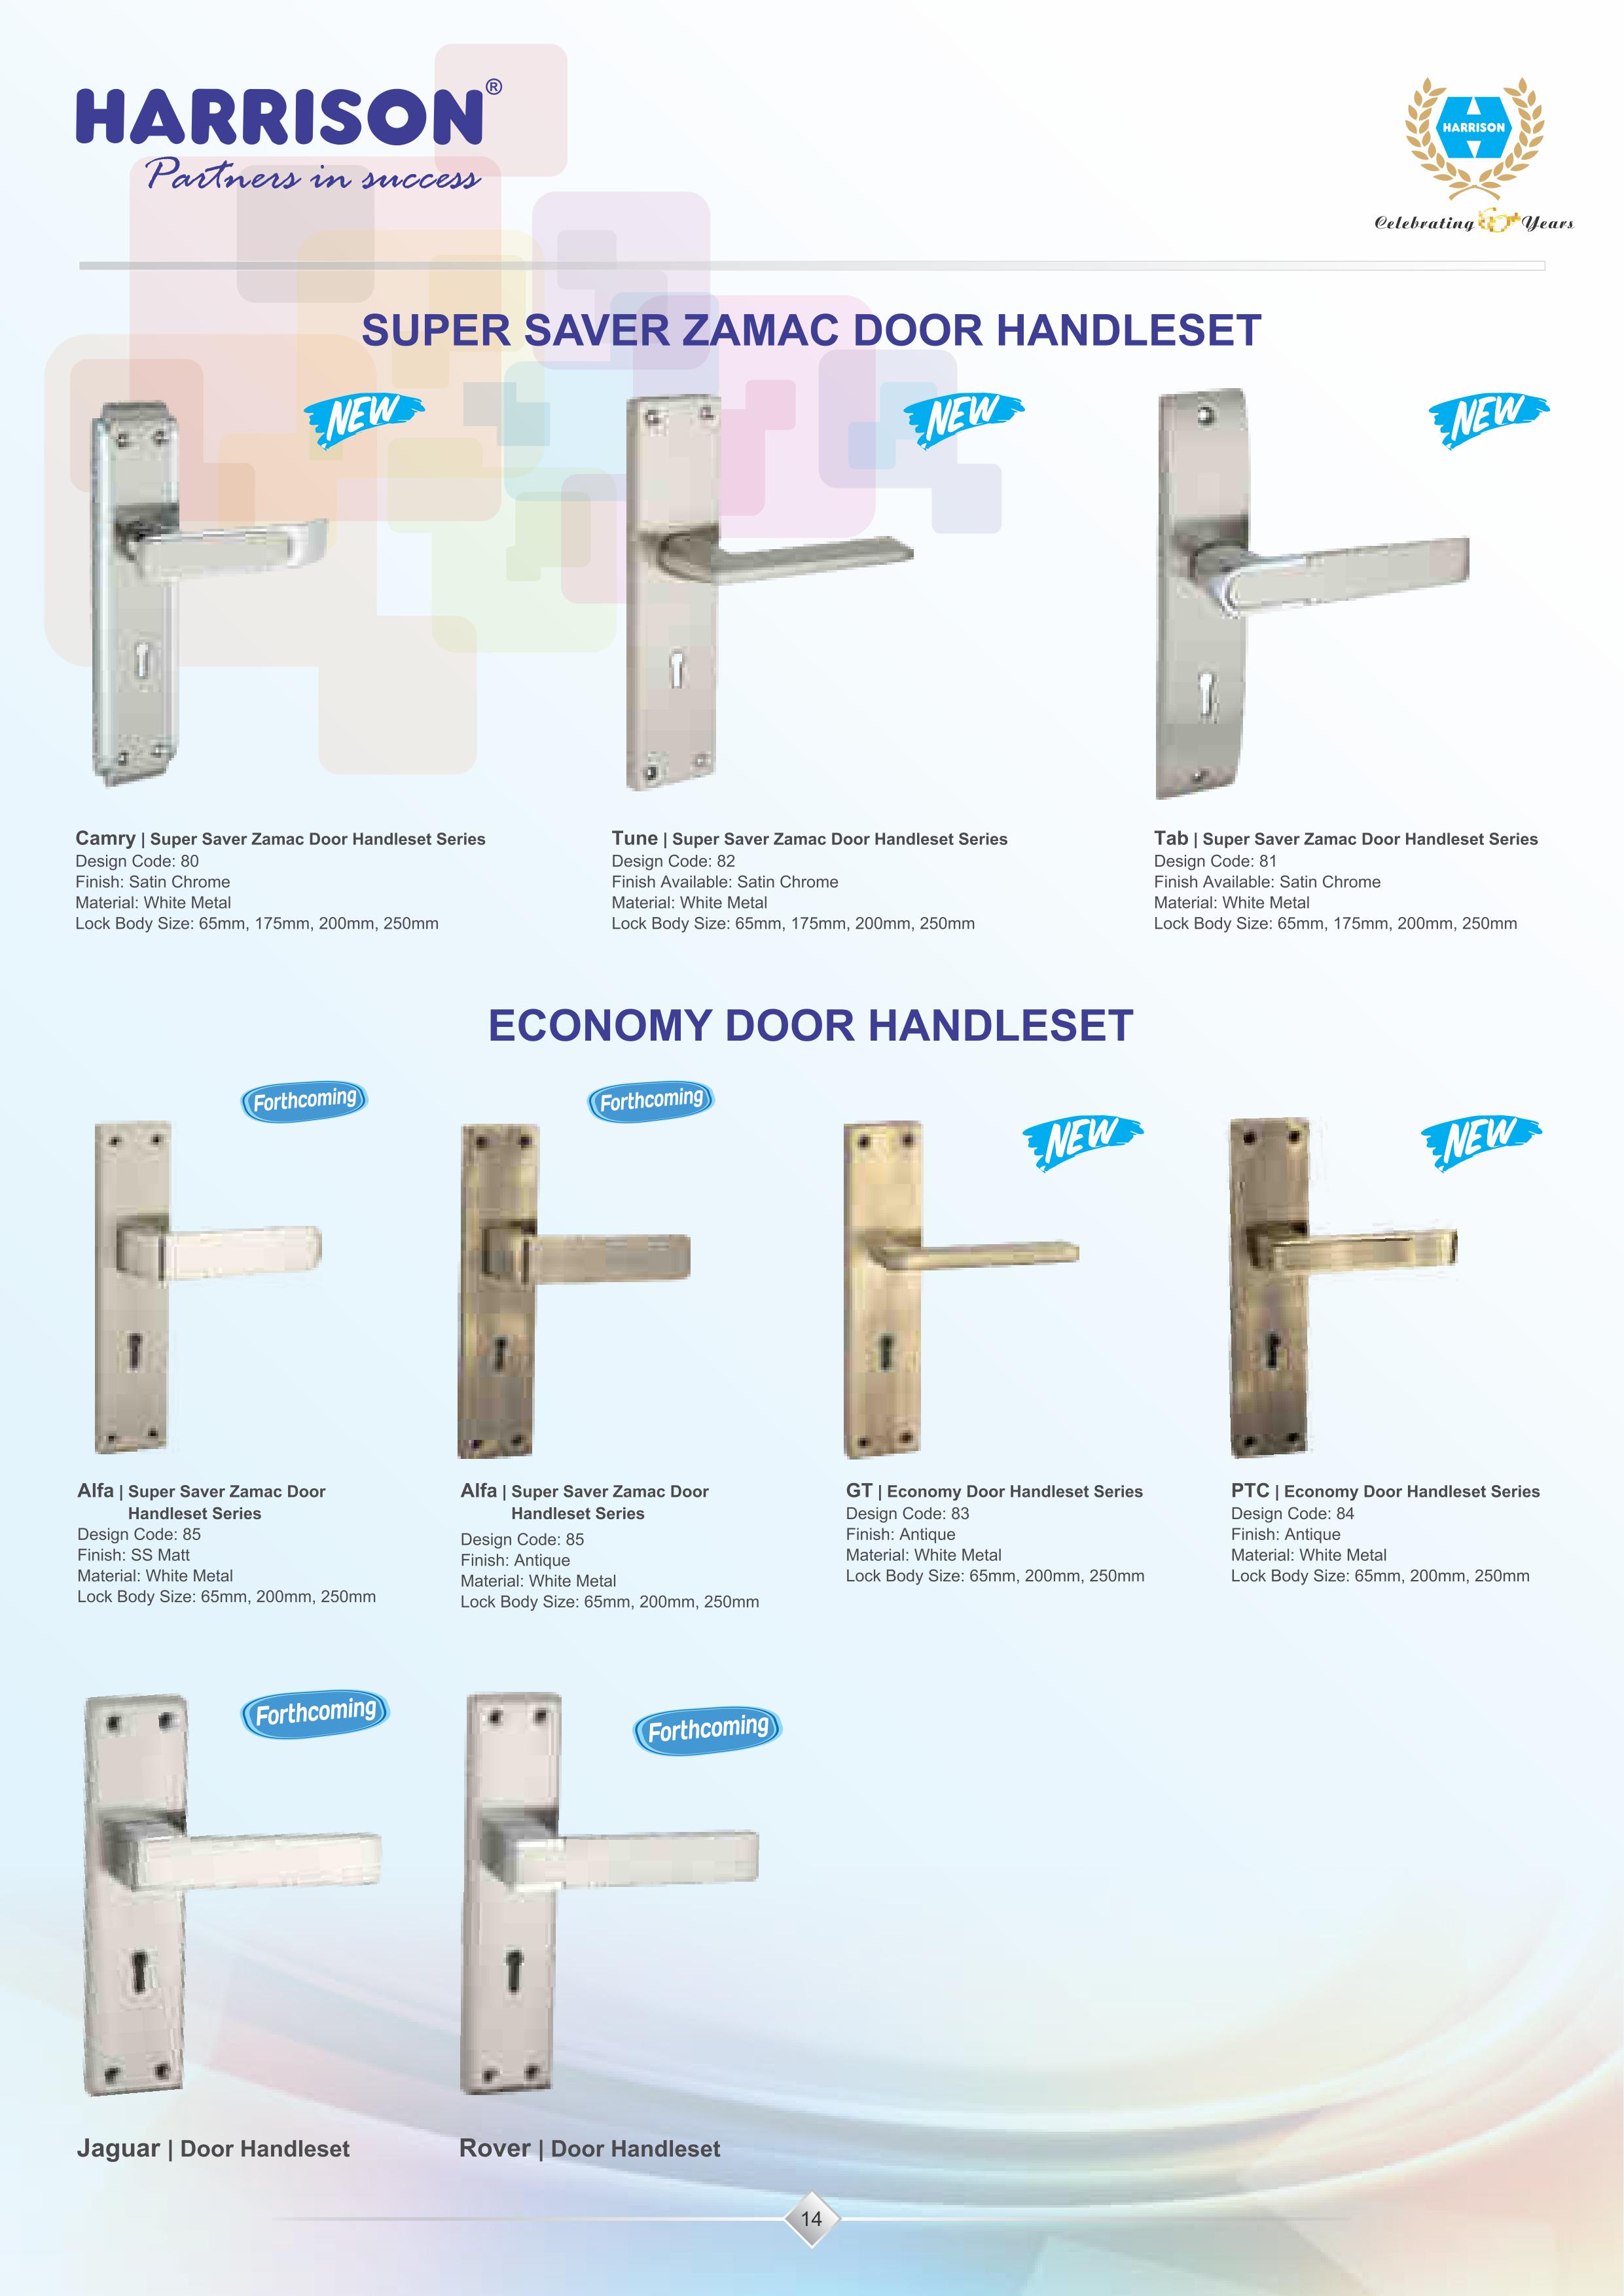 HARRISON®
Partners in success
HARRISON
Celebrating Years
SUPER SAVER ZAMAC DOOR HANDLESET
NEW
NEW
NEW
Camry | Super Saver Zamac Door Handleset Series
Design Code: 80
Finish: Satin Chrome
Material: White Metal
Lock Body Size: 65mm, 175mm, 200mm, 250mm
Tune | Super Saver Zamac Door Handleset Series
Design Code: 82
Finish Available: Satin Chrome
Material: White Metal
Lock Body Size: 65mm, 175mm, 200mm, 250mm
Tab | Super Saver Zamac Door Handleset Series
Design Code: 81
Finish Available: Satin Chrome
Material: White Metal
Lock Body Size: 65mm, 175mm, 200mm, 250mm
ECONOMY DOOR HANDLESET
Forthcoming
Forthcoming
NEW
NEW
Alfa | Super Saver Zamac Door
Handleset Series
Design Code: 85
Finish: SS Matt
Material: White Metal
Lock Body Size: 65mm, 200mm, 250mm
Alfa | Super Saver Zamac Door
Handleset Series
Design Code: 85
Finish: Antique
Material: White Metal
Lock Body Size: 65mm, 200mm, 250mm
GT | Economy Door Handleset Series
Design Code: 83
Finish: Antique
Material: White Metal
Lock Body Size: 65mm, 200mm, 250mm
PTC | Economy Door Handleset Series
Design Code: 84
Finish: Antique
Material: White Metal
Lock Body Size: 65mm, 200mm, 250mm
Forthcoming
Forthcoming
Jaguar | Door Handleset
Rover | Door Handleset
14